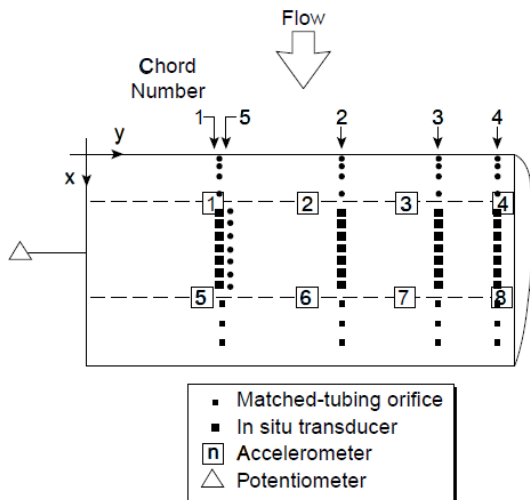 Flow
Chord
Number
1 5 2 3 4
y
x
1 2 3 4
5 6 7 8
Matched-tubing orifice
In situ transducer
n Accelerometer
Potentiometer